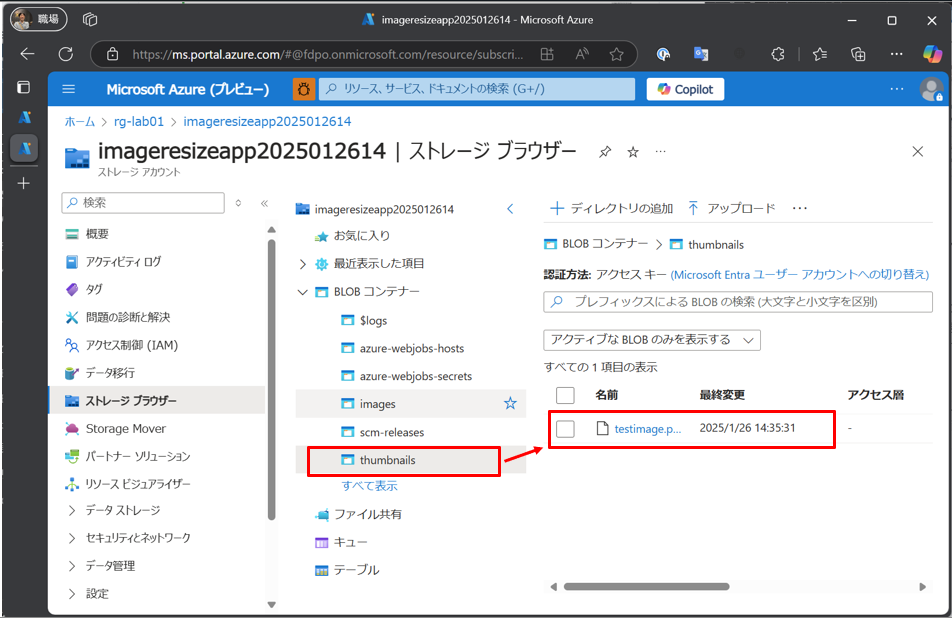 職場
imageresizeapp2025012614 - Microsoft Azure
https://ms.portal.azure.com/#@fdpo.onmicrosoft.com/resource/subscri...
Microsoft Azure (プレビュー)
リソース、サービス、ドキュメントの検索 (G+/)
Copilot
ホーム > rg-lab01 > imageresizeapp2025012614
imageresizeapp2025012614 | ストレージ ブラウザー
ストレージ アカウント
検索
概要
アクティビティ ログ
タグ
問題の診断と解決
アクセス制御 (IAM)
データ移行
ストレージ ブラウザー
Storage Mover
パートナー ソリューション
リソース ビジュアライザー
データ ストレージ
セキュリティとネットワーク
データ管理
設定
imageresizeapp2025012614
お気に入り
最近表示した項目
BLOB コンテナー
$logs
azure-webjobs-hosts
azure-webjobs-secrets
images
scm-releases
thumbnails
すべて表示
ファイル共有
キュー
テーブル
ディレクトリの追加 アップロード
BLOB コンテナー > thumbnails
認証方法: アクセス キー (Microsoft Entra ユーザー アカウントへの切り替え)
プレフィックスによる BLOB の検索 (大文字と小文字を区別)
アクティブな BLOB のみを表示する
すべての 1 項目の表示
名前 最終変更 アクセス層
testimage.p... 2025/1/26 14:35:31 -